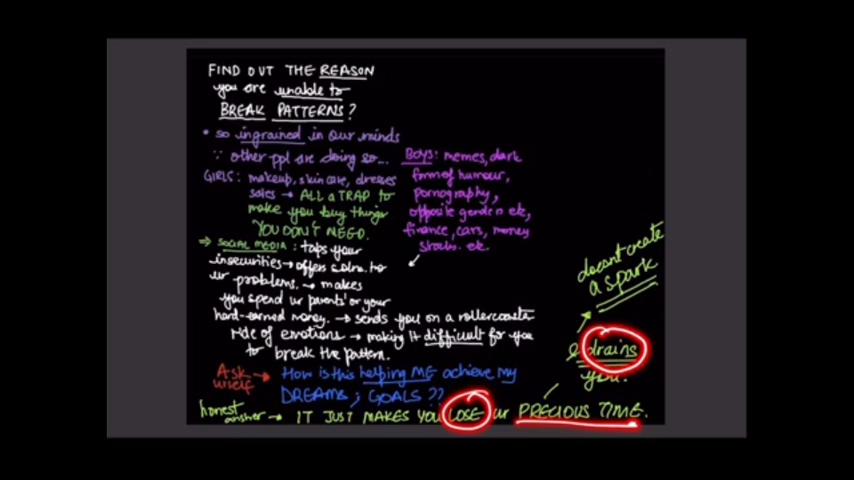 FIND OUT THE REASON
you are unable to
BREAK PATTERNS?
• so ingrained in our minds
∵ other ppl are doing so...
GIRLS: makeup, skin care, dresses
sales → ALL a TRAP to
make you buy things
YOU DON'T NEED.
BOYS: memes, dark
form of humour,
pornography,
opposite gender etc,
finance, cars, money
stocks. etc.
⇒ SOCIAL MEDIA: taps your
insecurities → offers soln. to
ur problems. → makes
you spend ur parents' or your
hard-earned money. → sends you on a rollercoaster
ride of emotions → making it difficult for you
to break the pattern.
Ask urself → How is this helping ME achieve my
DREAMS; GOALS??
honest answer → IT JUST MAKES YOU LOSE ur PRECIOUS TIME.
drains
you.
doesnt create
a spark